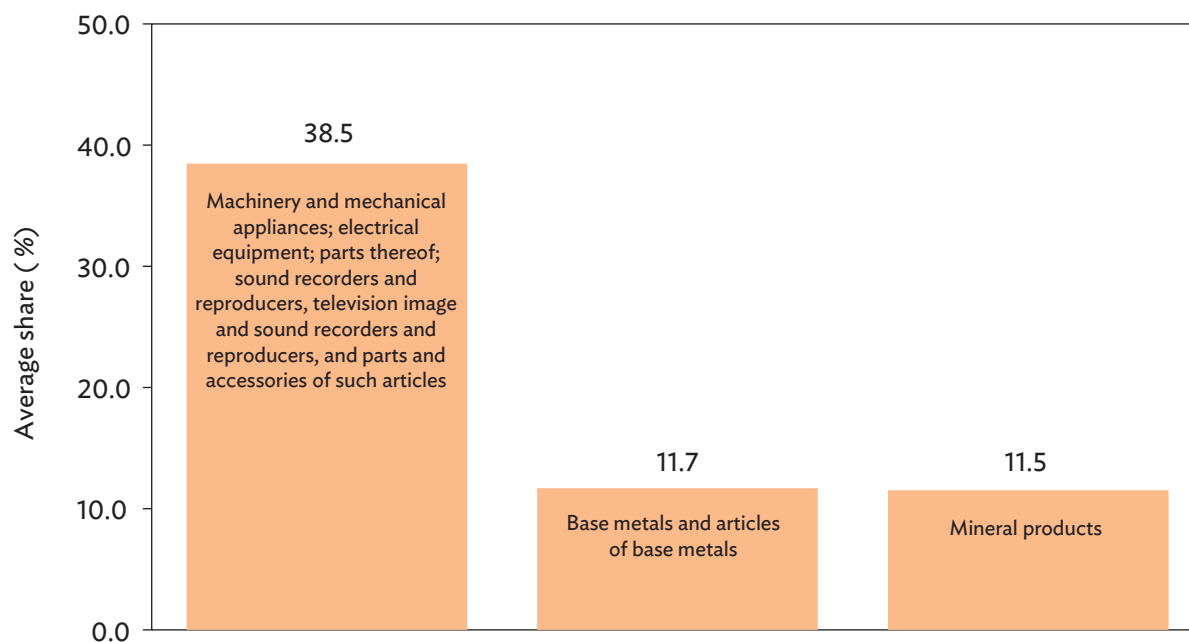 50.0
40.0
30.0
20.0
10.0
0.0
Average share ( %)
38.5
Machinery and mechanical
appliances; electrical
equipment; parts thereof;
sound recorders and
reproducers, television image
and sound recorders and
reproducers, and parts and
accessories of such articles
11.7
Base metals and articles
of base metals
11.5
Mineral products